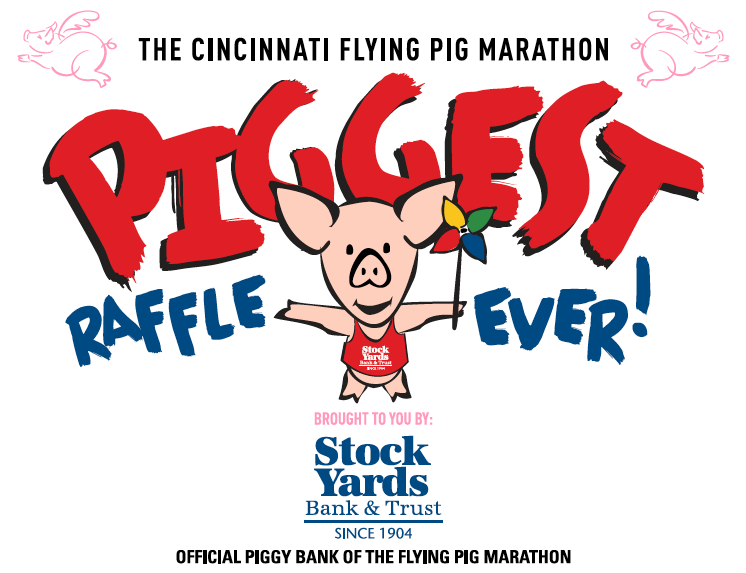 THE CINCINNATI FLYING PIG MARATHON
PIGGEST
RAFFLE EVER!
Stock
Yards
Bank & Trust
SINCE 1904
BROUGHT TO YOU BY:
Stock
Yards
Bank & Trust
SINCE 1904
OFFICIAL PIGGY BANK OF THE FLYING PIG MARATHON